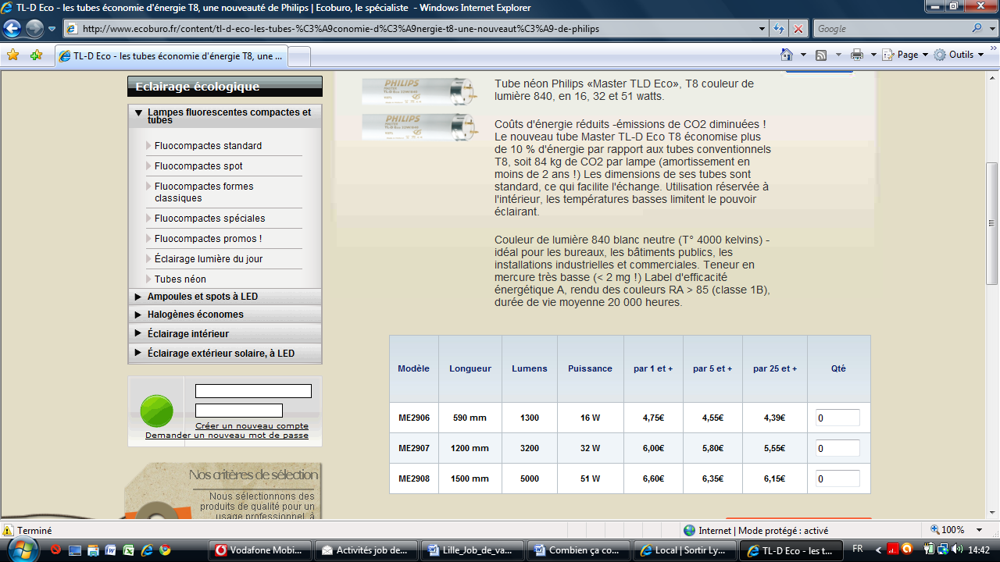 TL-D Eco - les tubes économie d'énergie T8, une nouveauté de Philips | Ecoburo, le spécialiste - Windows Internet Explorer
http://www.ecoburo.fr/content/tl-d-eco-les-tubes-%C3%A9conomie-d%C3%A9nergie-t8-une-nouveaut%C3%A9-de-philips
Google
TL-D Eco - les tubes économie d'énergie T8, une ...
Page
Outils
Eclairage écologique
Lampes fluorescentes compactes et
tubes
Fluocompactes standard
Fluocompactes spot
Fluocompactes formes
classiques
Fluocompactes spéciales
Fluocompactes promos !
Éclairage lumière du jour
Tubes néon
Ampoules et spots à LED
Halogènes économes
Éclairage intérieur
Éclairage extérieur solaire, à LED
Créer un nouveau compte
Demander un nouveau mot de passe
Nos critères de sélection
Nous sélectionnons des
produits de qualité pour un
usage professionnel, à
PHILIPS
MASTER
TL-D Eco
PHILIPS
MASTER
TL-D Eco
Tube néon Philips «Master TLD Eco», T8 couleur de
lumière 840, en 16, 32 et 51 watts.
Coûts d'énergie réduits -émissions de CO2 diminuées !
Le nouveau tube Master TL-D Eco T8 économise plus
de 10 % d'énergie par rapport aux tubes conventionnels
T8, soit 84 kg de CO2 par lampe (amortissement en
moins de 2 ans !) Les dimensions de ses tubes sont
standard, ce qui facilite l'échange. Utilisation réservée à
l'intérieur, les températures basses limitent le pouvoir
éclairant.
Couleur de lumière 840 blanc neutre (T° 4000 kelvins) -
idéal pour les bureaux, les bâtiments publics, les
installations industrielles et commerciales. Teneur en
mercure très basse (< 2 mg !) Label d'efficacité
énergétique A, rendu des couleurs RA > 85 (classe 1B),
durée de vie moyenne 20 000 heures.
Modèle Longueur Lumens Puissance par 1 et + par 5 et + par 25 et + Qté
ME2906 590 mm 1300 16 W 4,75€ 4,55€ 4,39€ 0
ME2907 1200 mm 3200 32 W 6,00€ 5,80€ 5,55€ 0
ME2908 1500 mm 5000 51 W 6,60€ 6,35€ 6,15€ 0
Terminé
Internet | Mode protégé : activé
100%
Vodafone Mobi...
Activités job de...
Lille_Job_de_va...
Combien ça co...
Local | Sortir Ly...
TL-D Eco - les t...
FR
14:42